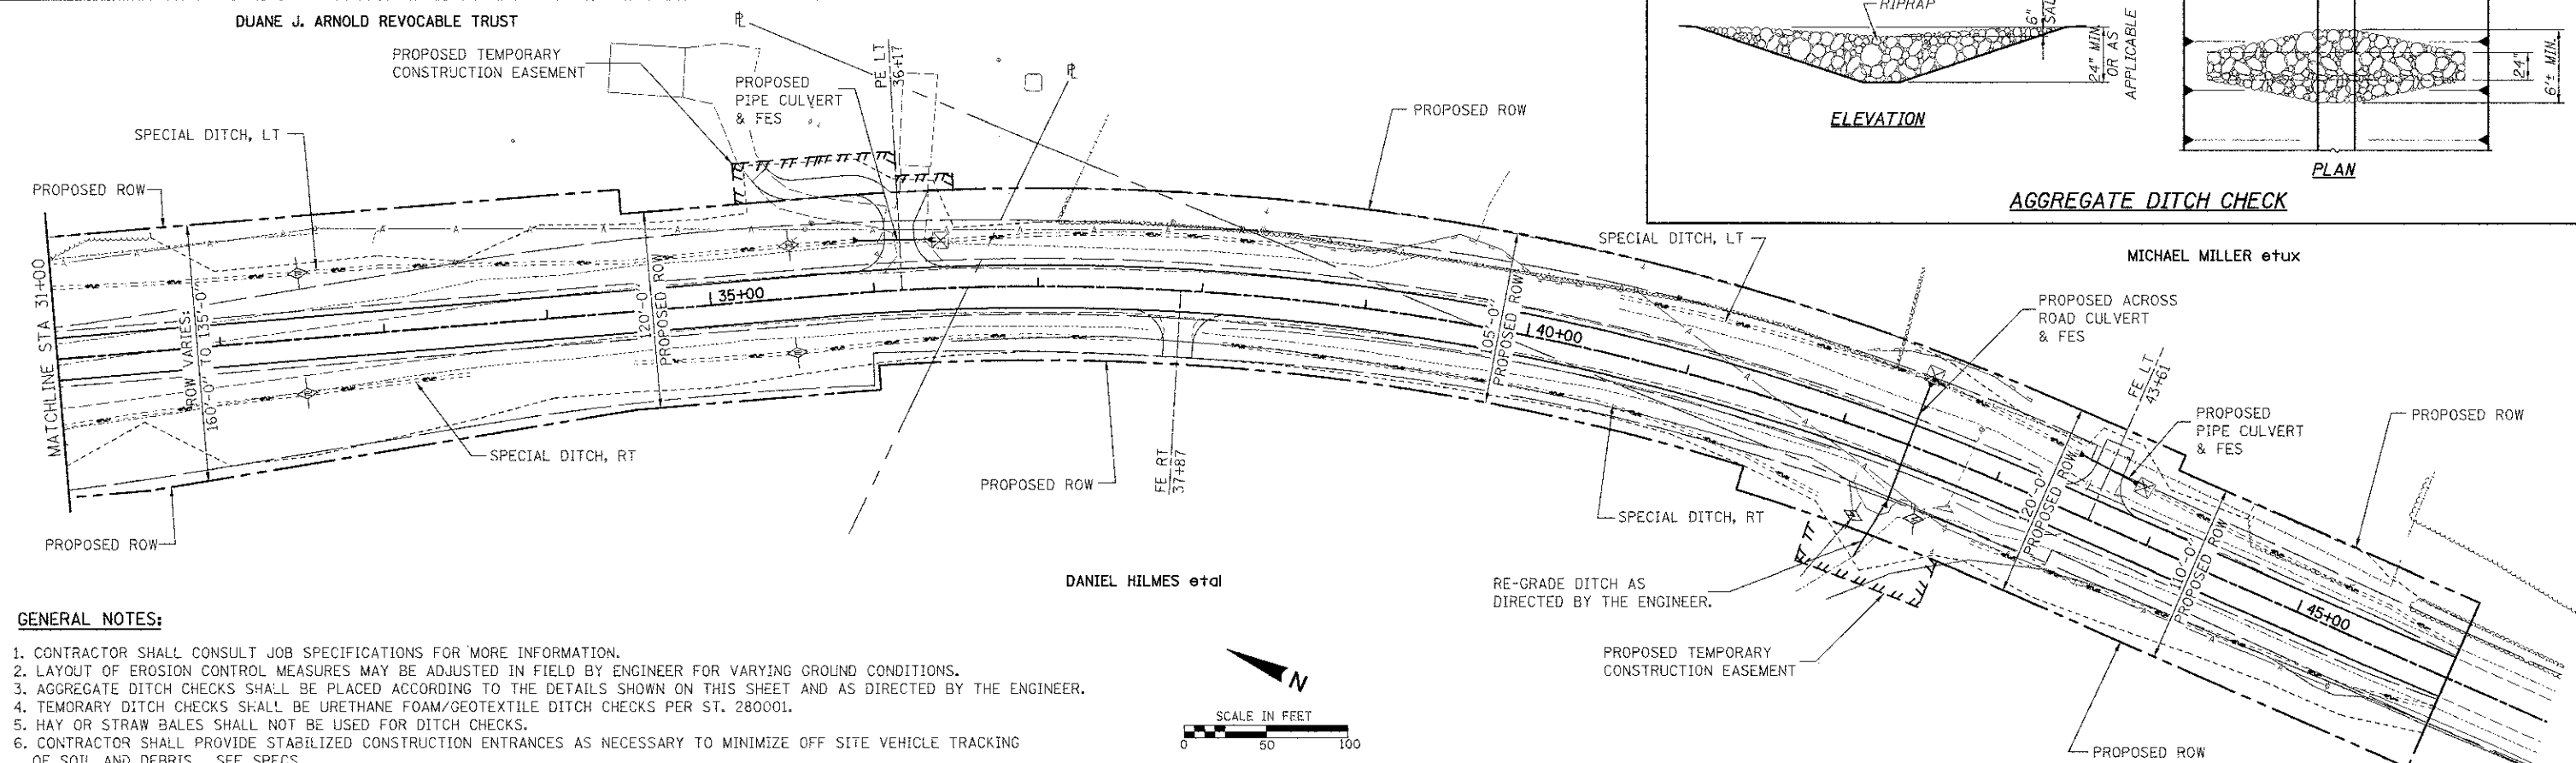 DUANE J. ARNOLD REVOCABLE TRUST
PROPOSED TEMPORARY
CONSTRUCTION EASEMENT
PROPOSED
PIPE CULVERT
& FES
PE LT
36+17
PROPOSED ROW
SPECIAL DITCH, LT
PROPOSED ROW
MATCHLINE STA 31+00
ROW VARIES:
160'-0" TO 135'-0"
120'-0"
PROPOSED ROW
35+00
SPECIAL DITCH, RT
PROPOSED ROW
PROPOSED ROW
FE RT
37+87
105'-0"
PROPOSED ROW
40+00
DANIEL HILMES etal
RIPRAP
6"
24" MIN.
OR AS
APPLICABLE
ELEVATION
24"
6'± MIN.
PLAN
AGGREGATE DITCH CHECK
SPECIAL DITCH, LT
MICHAEL MILLER etux
PROPOSED ACROSS
ROAD CULVERT
& FES
FE LT
43+61
PROPOSED
PIPE CULVERT
& FES
PROPOSED ROW
SPECIAL DITCH, RT
120'-0"
PROPOSED ROW
110'-0"
PROPOSED ROW
45+00
RE-GRADE DITCH AS
DIRECTED BY THE ENGINEER.
PROPOSED TEMPORARY
CONSTRUCTION EASEMENT
PROPOSED ROW
N
SCALE IN FEET
0 50 100
GENERAL NOTES:
1. CONTRACTOR SHALL CONSULT JOB SPECIFICATIONS FOR MORE INFORMATION.
2. LAYOUT OF EROSION CONTROL MEASURES MAY BE ADJUSTED IN FIELD BY ENGINEER FOR VARYING GROUND CONDITIONS.
3. AGGREGATE DITCH CHECKS SHALL BE PLACED ACCORDING TO THE DETAILS SHOWN ON THIS SHEET AND AS DIRECTED BY THE ENGINEER.
4. TEMORARY DITCH CHECKS SHALL BE URETHANE FOAM/GEOTEXTILE DITCH CHECKS PER ST. 280001.
5. HAY OR STRAW BALES SHALL NOT BE USED FOR DITCH CHECKS.
6. CONTRACTOR SHALL PROVIDE STABILIZED CONSTRUCTION ENTRANCES AS NECESSARY TO MINIMIZE OFF SITE VEHICLE TRACKING
OF SOIL AND DEBRIS. SEE SPECS